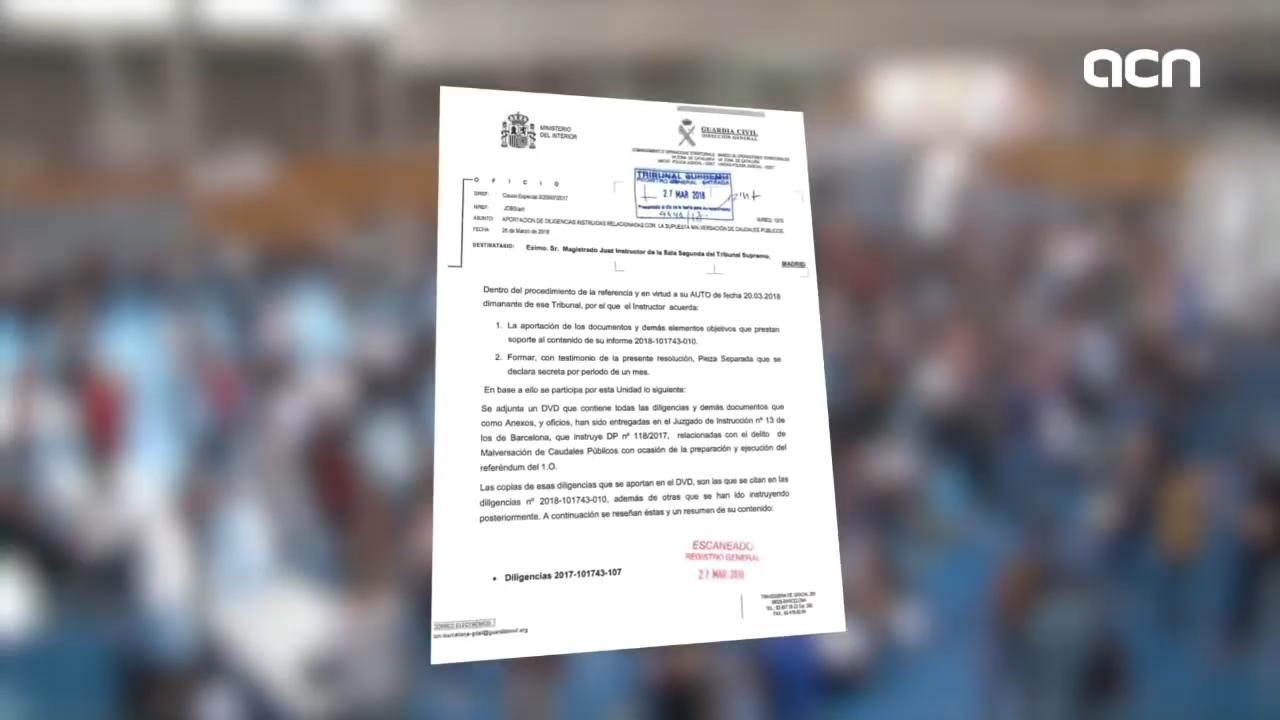 acn
MINISTERIO
DEL INTERIOR
GUARDIA CIVIL
DIRECCIÓN GENERAL
O F I C I O
TRIBUNAL SUPREMO
REGISTRO GENERAL ENTRADA
27 MAR 2018
S/REF:
N/REF:
ASUNTO: APORTACION DE DILIGENCIAS INSTRUIDAS RELACIONADAS CON LA SUPUESTA MALVERSACIÓN DE CAUDALES PÚBLICOS.
FECHA: 26 de Marzo de 2018
DESTINATARIO: Exlmo. Sr. Magistrado Juez Instructor de la Sala Segunda del Tribunal Supremo.
MADRID
Dentro del procedimiento de la referencia y en virtud a su AUTO de fecha 20.03.2018
dimanante de ese Tribunal, por el que el Instructor acuerda:
1. La aportación de los documentos y demás elementos objetivos que prestan
soporte al contenido de su informe 2018-101743-010.
2. Formar, con testimonio de la presente resolución, Pieza Separada que se
declara secreta por periodo de un mes.
En base a ello se participa por esta Unidad lo siguiente:
Se adjunta un DVD que contiene todas las diligencias y demás documentos que
como Anexos, y oficios, han sido entregadas en el Juzgado de Instrucción nº 13 de
los de Barcelona, que instruye DP nº 118/2017, relacionadas con el delito de
Malversación de Caudales Públicos con ocasión de la preparación y ejecución del
referéndum del 1.O.
Las copias de esas diligencias que se aportan en el DVD, son las que se citan en las
diligencias nº 2018-101743-010, además de otras que se han ido instruyendo
posteriormente. A continuación se reseñan éstas y un resumen de su contenido:
ESCANEADO
REGISTRO GENERAL
27 MAR 2018
• Diligencias 2017-101743-107
CORREO ELECTRÓNICO